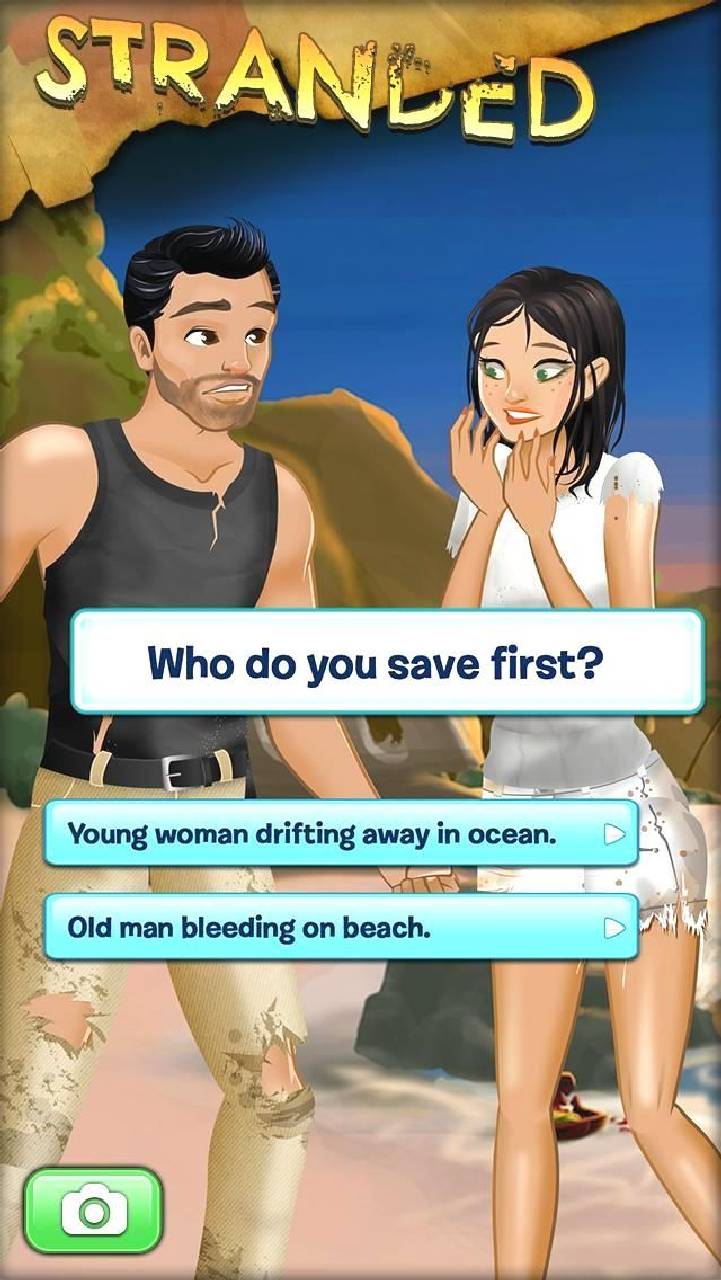 STRANDED
Who do you save first?
Young woman drifting away in ocean.
Old man bleeding on beach.